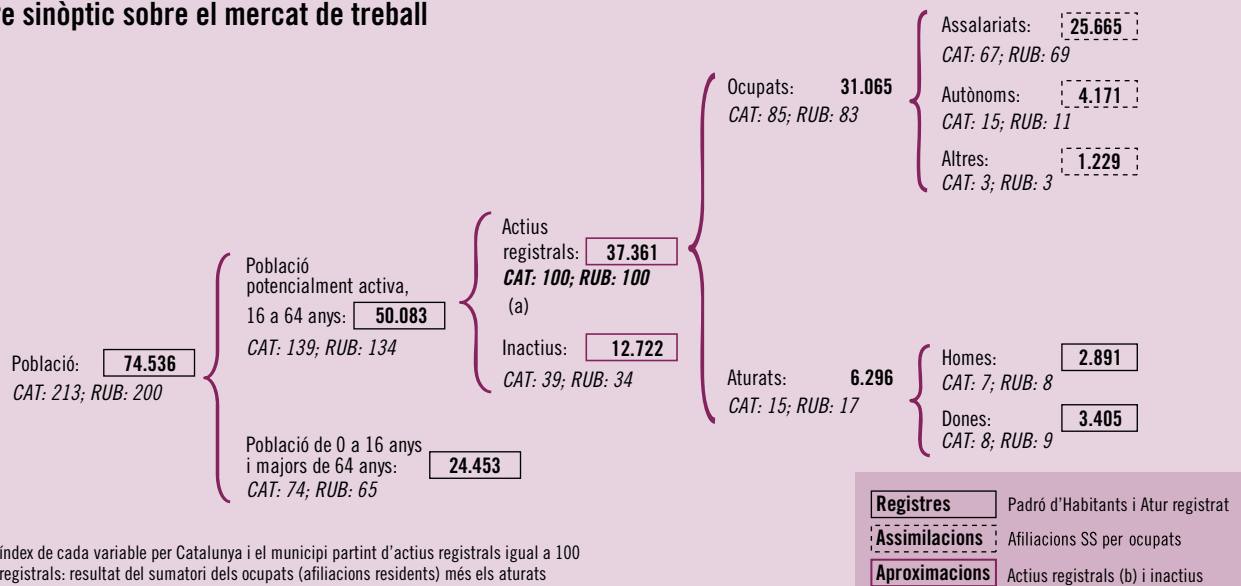 e sinòptic sobre el mercat de treball
Assalariats: 25.665
CAT: 67; RUB: 69
Ocupats: 31.065
CAT: 85; RUB: 83
Autònoms: 4.171
CAT: 15; RUB: 11
Altres: 1.229
CAT: 3; RUB: 3
Actius
registrals: 37.361
CAT: 100; RUB: 100
(a)
Població
potencialment activa,
16 a 64 anys: 50.083
CAT: 139; RUB: 134
Inactius: 12.722
CAT: 39; RUB: 34
Població: 74.536
CAT: 213; RUB: 200
Aturats: 6.296
CAT: 15; RUB: 17
Homes: 2.891
CAT: 7; RUB: 8
Dones: 3.405
CAT: 8; RUB: 9
Població de 0 a 16 anys
i majors de 64 anys: 24.453
CAT: 74; RUB: 65
Registres Padró d'Habitants i Atur registrat
Assimilacions Afiliacions SS per ocupats
Aproximacions Actius registrals (b) i inactius
índex de cada variable per Catalunya i el municipi partint d'actius registrals igual a 100
registrals: resultat del sumatori dels ocupats (afiliacions residents) més els aturats